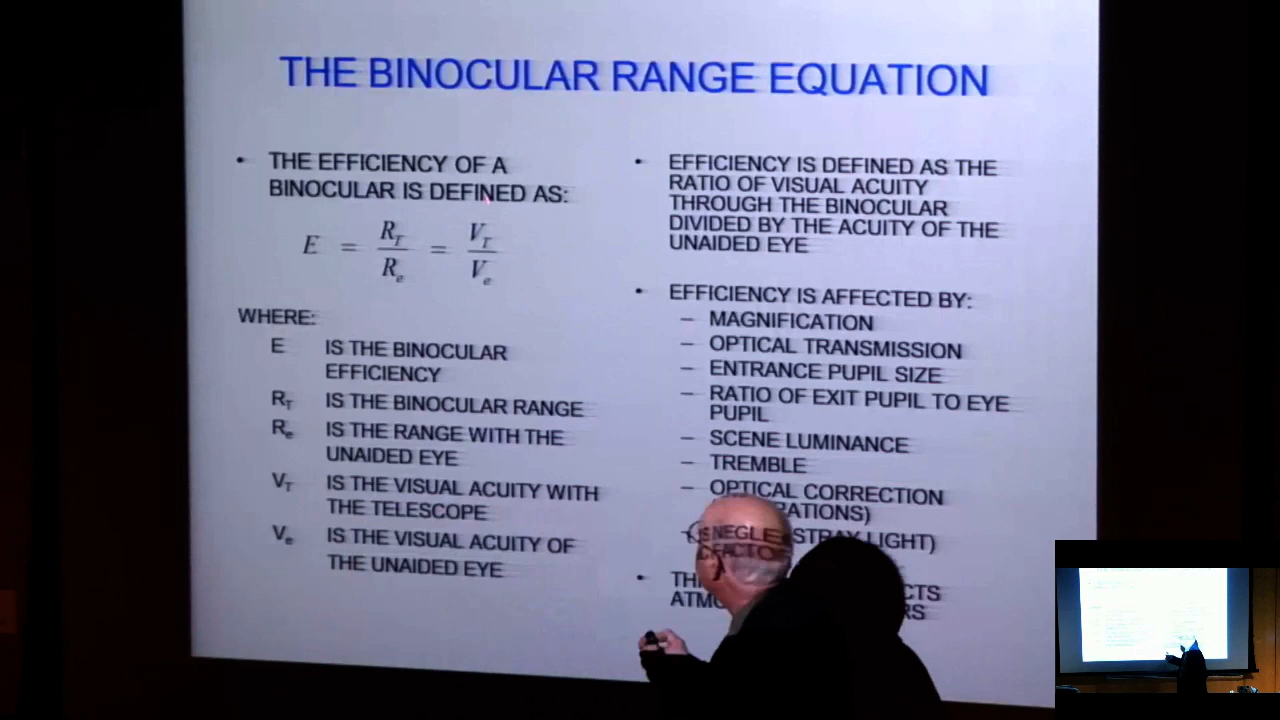 THE BINOCULAR RANGE EQUATION
• THE EFFICIENCY OF A
BINOCULAR IS DEFINED AS:
E = R_T / R_e = V_T / V_e
WHERE:
E IS THE BINOCULAR
EFFICIENCY
R_T IS THE BINOCULAR RANGE
R_e IS THE RANGE WITH THE
UNAIDED EYE
V_T IS THE VISUAL ACUITY WITH
THE TELESCOPE
V_e IS THE VISUAL ACUITY OF
THE UNAIDED EYE
• EFFICIENCY IS DEFINED AS THE
RATIO OF VISUAL ACUITY
THROUGH THE BINOCULAR
DIVIDED BY THE ACUITY OF THE
UNAIDED EYE
• EFFICIENCY IS AFFECTED BY:
– MAGNIFICATION
– OPTICAL TRANSMISSION
– ENTRANCE PUPIL SIZE
– RATIO OF EXIT PUPIL TO EYE
PUPIL
– SCENE LUMINANCE
– TREMBLE
– OPTICAL CORRECTION
RATIONS)
STRAY LIGHT)
•